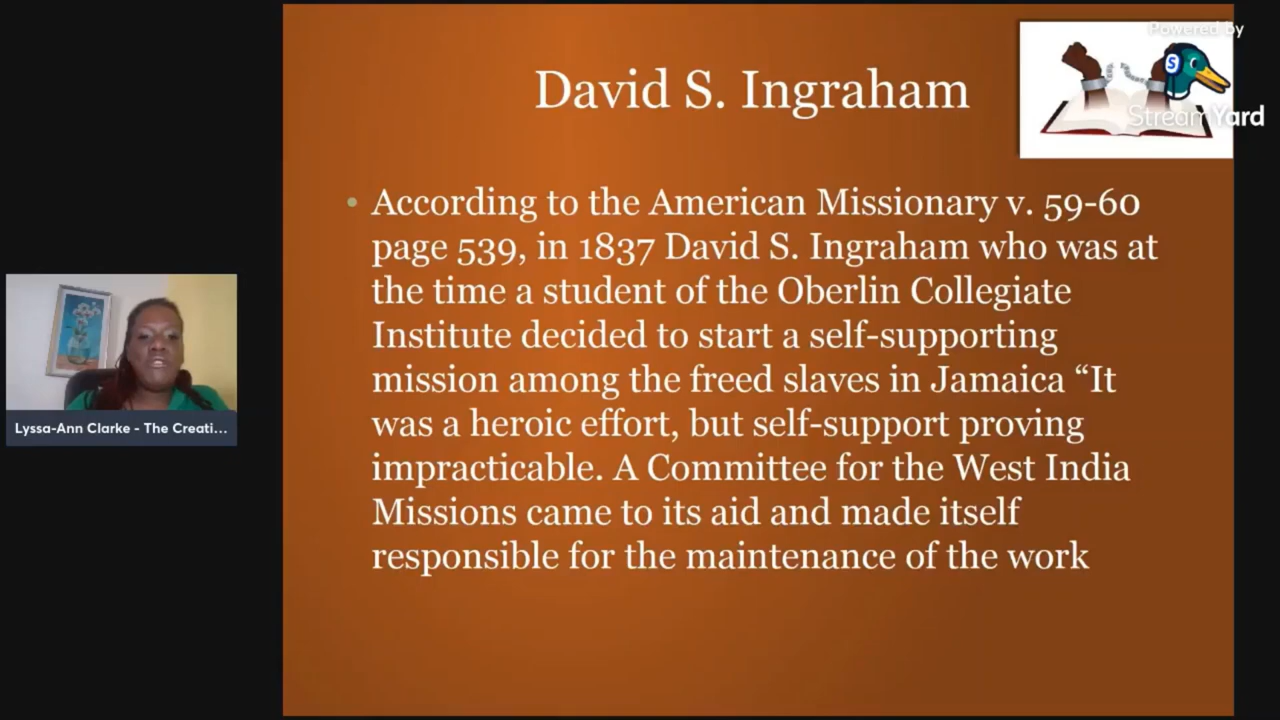 David S. Ingraham
Powered by
StreamYard
• According to the American Missionary v. 59-60
page 539, in 1837 David S. Ingraham who was at
the time a student of the Oberlin Collegiate
Institute decided to start a self-supporting
mission among the freed slaves in Jamaica “It
was a heroic effort, but self-support proving
impracticable. A Committee for the West India
Missions came to its aid and made itself
responsible for the maintenance of the work
Lyssa-Ann Clarke - The Creati...